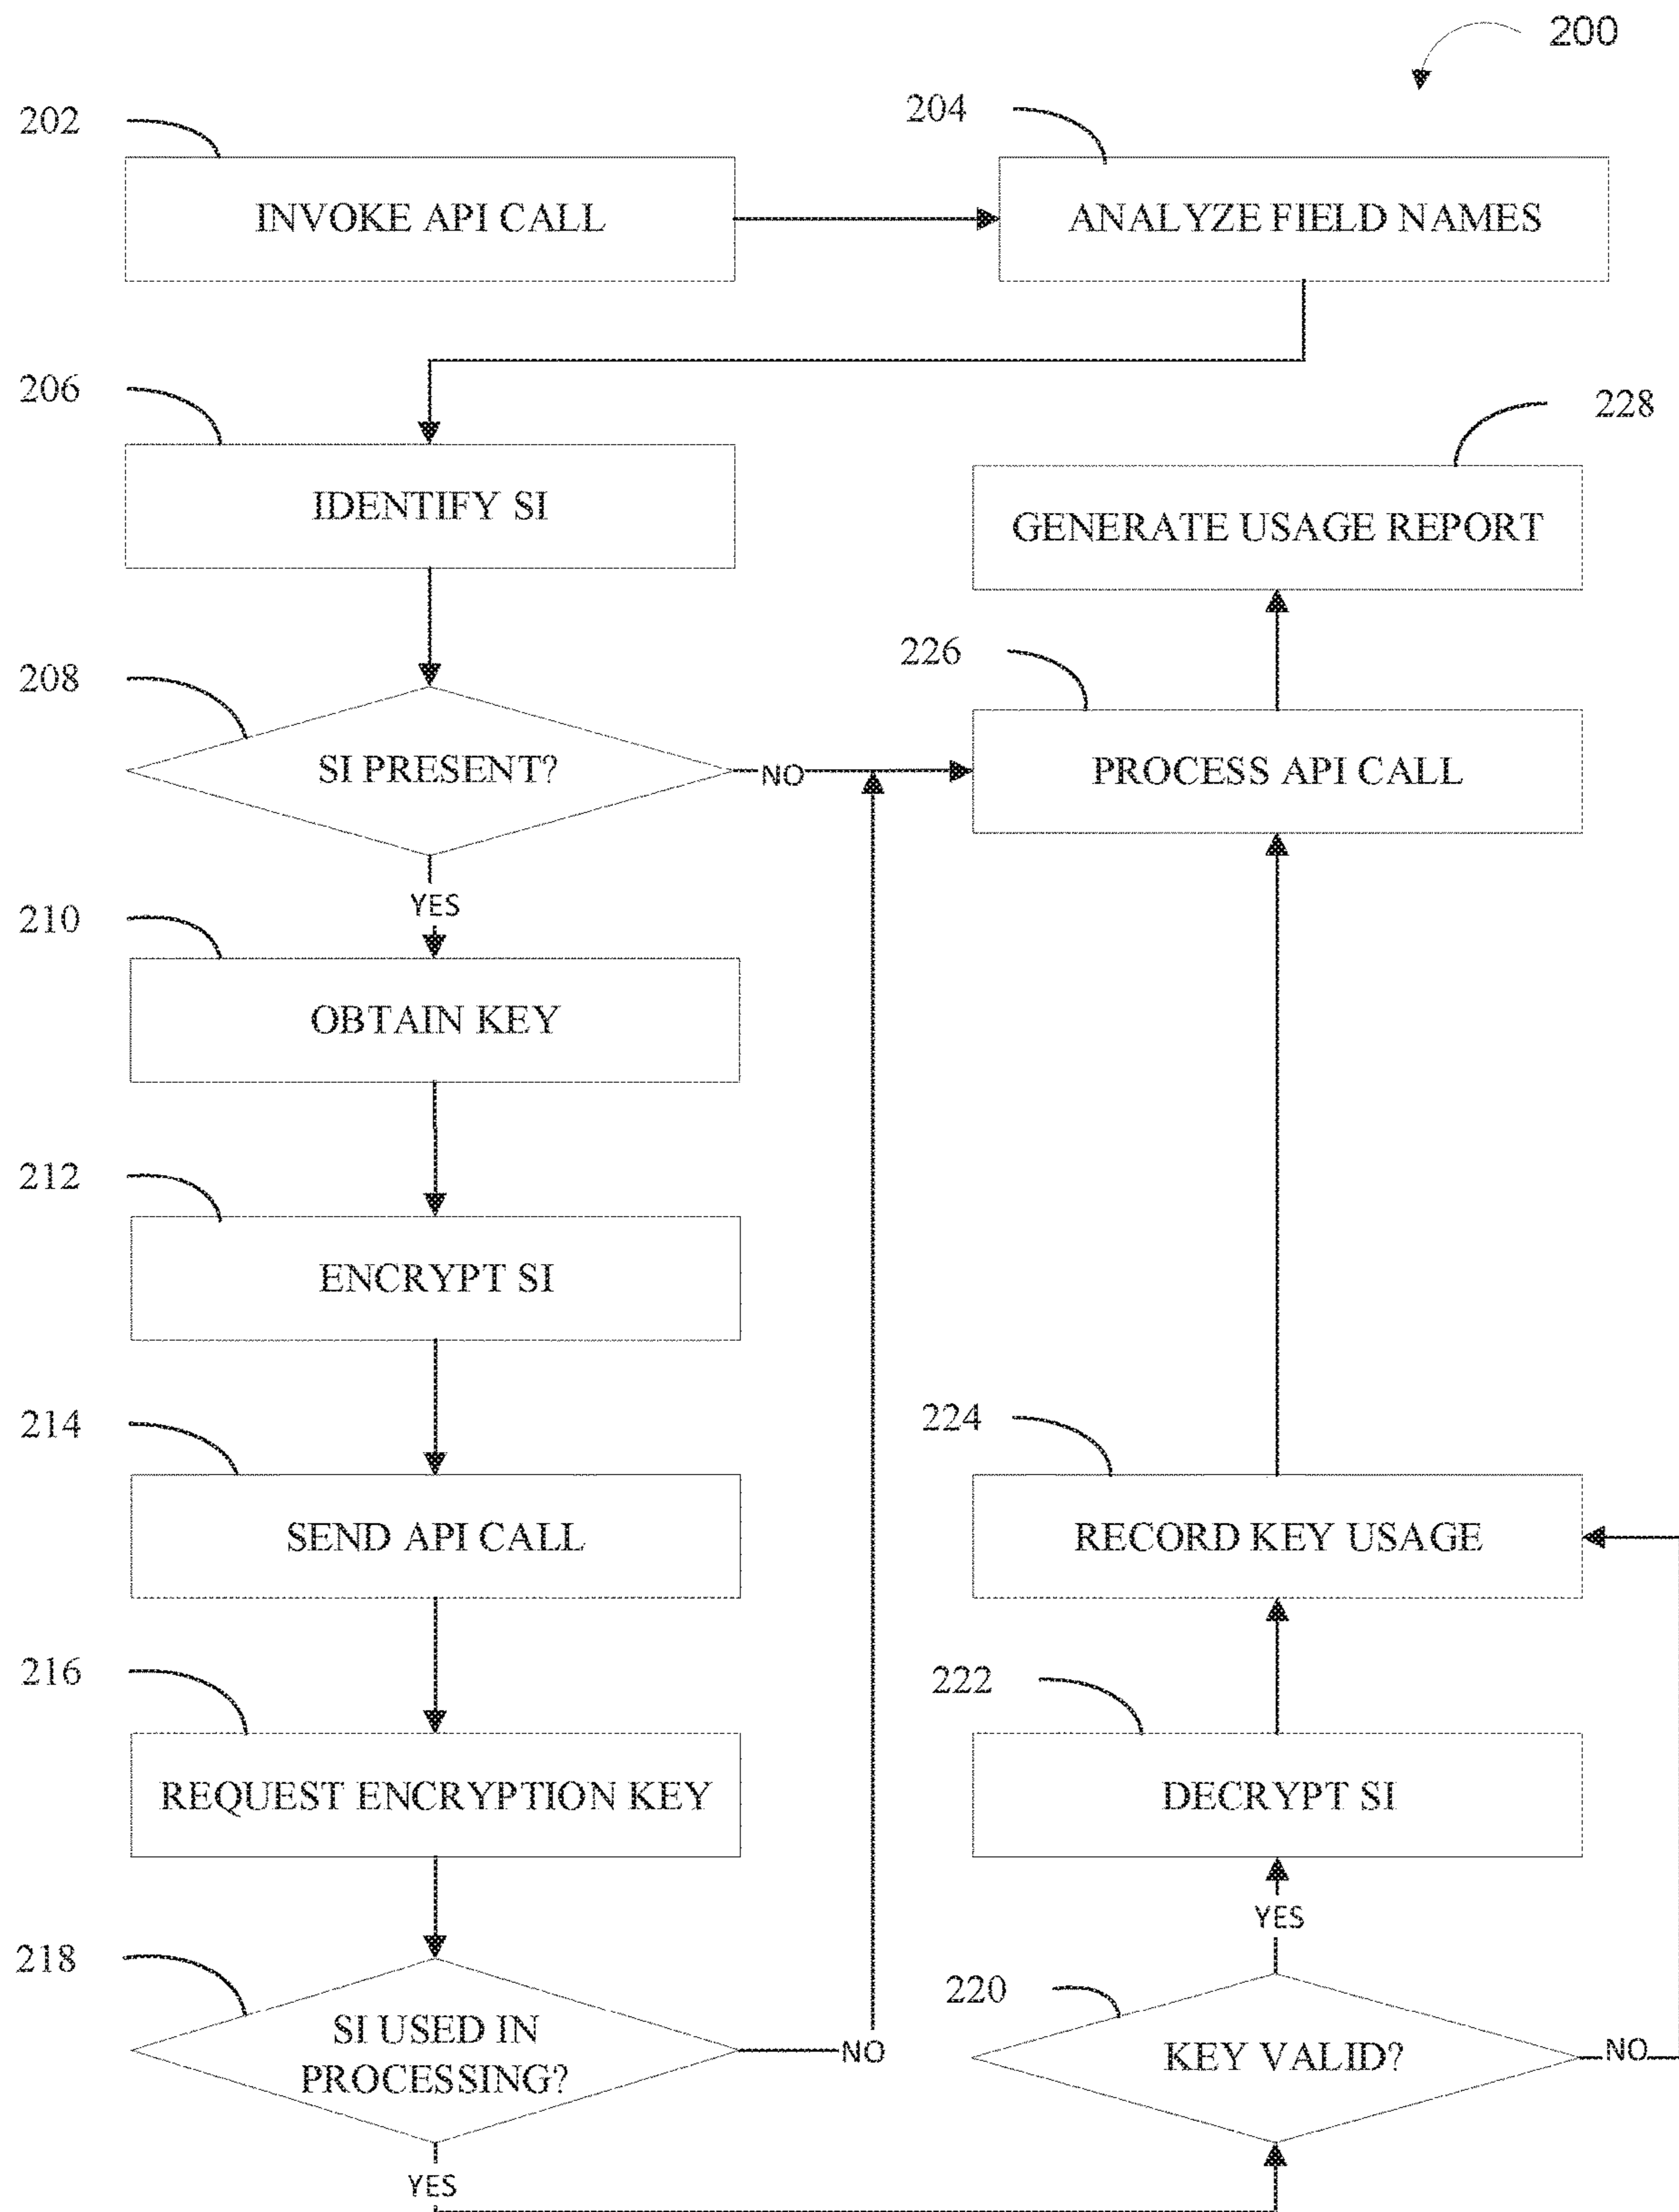 200
202
204
INVOKE API CALL
ANALYZE FIELD NAMES
206
228
IDENTIFY SI
GENERATE USAGE REPORT
208
226
SI PRESENT?
NO
PROCESS API CALL
YES
210
OBTAIN KEY
212
ENCRYPT SI
214
224
SEND API CALL
RECORD KEY USAGE
216
222
REQUEST ENCRYPTION KEY
DECRYPT SI
YES
218
220
SI USED IN
PROCESSING?
NO
KEY VALID?
NO
YES